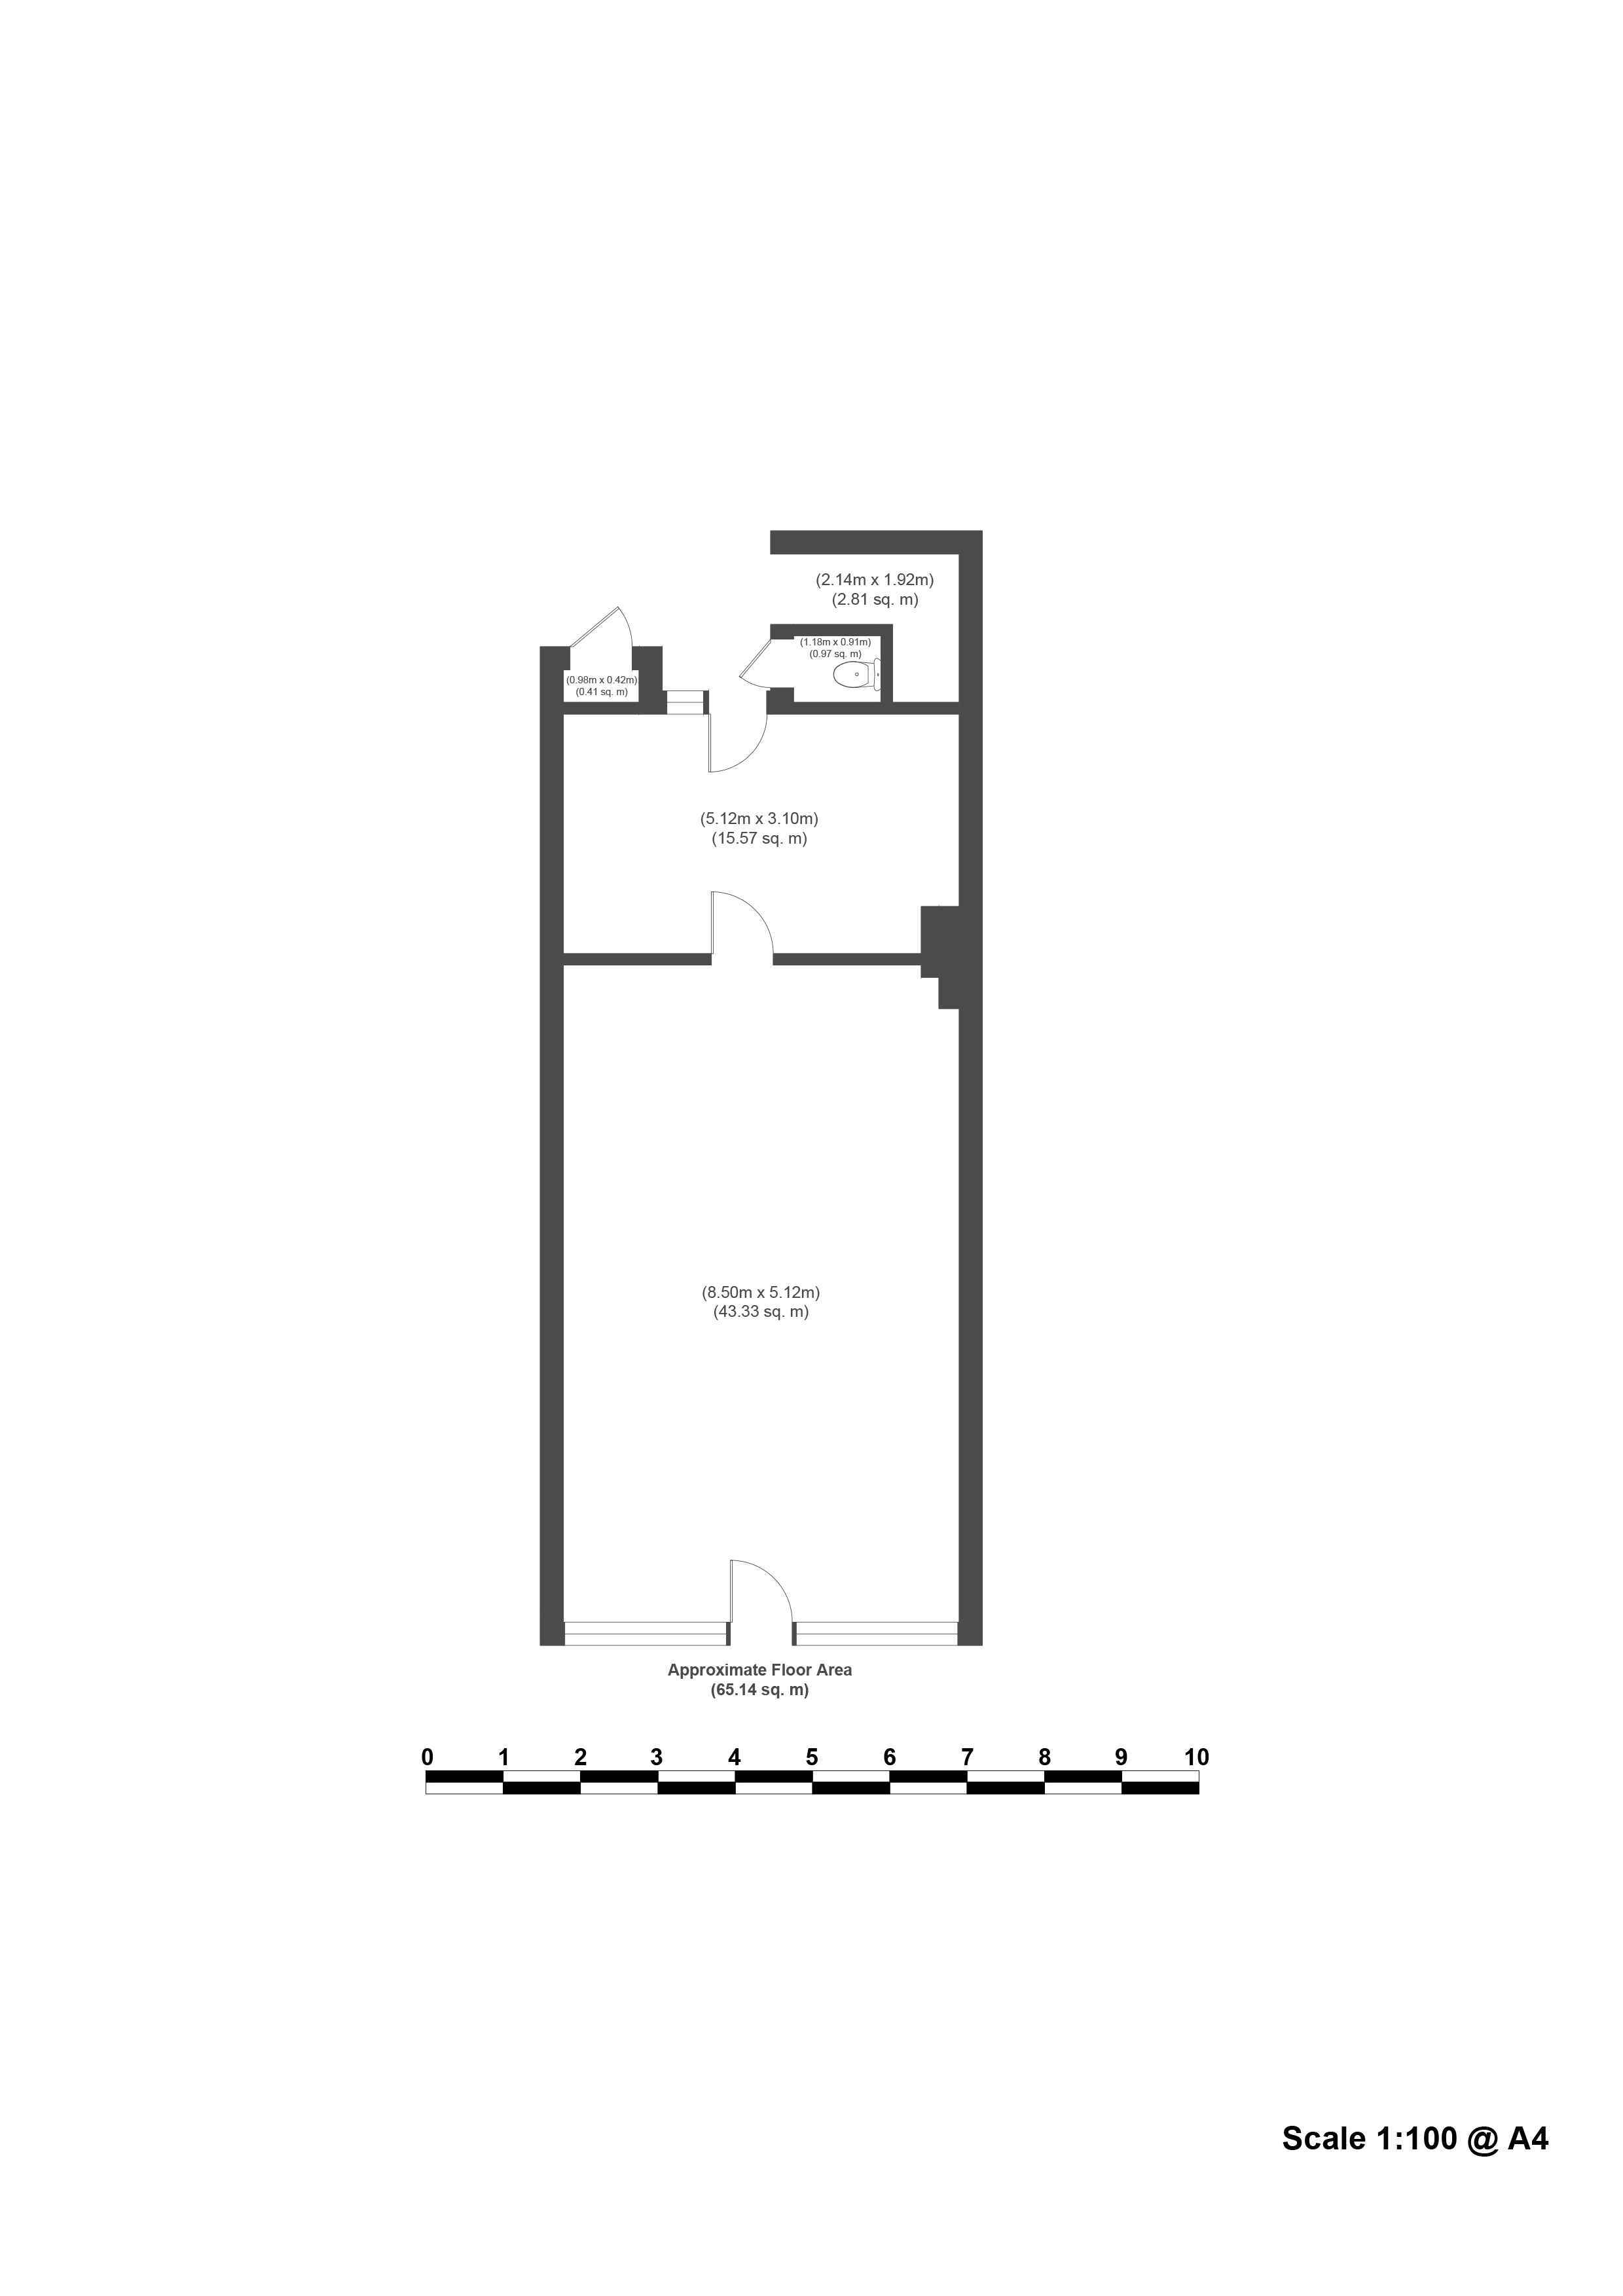 (2.14m x 1.92m)
(2.81 sq. m)
(1.18m x 0.91m)
(0.97 sq. m)
(0.98m x 0.42m)
(0.41 sq. m)
(5.12m x 3.10m)
(15.57 sq. m)
(8.50m x 5.12m)
(43.33 sq. m)
Approximate Floor Area
(65.14 sq. m)
0 1 2 3 4 5 6 7 8 9 10
Scale 1:100 @ A4